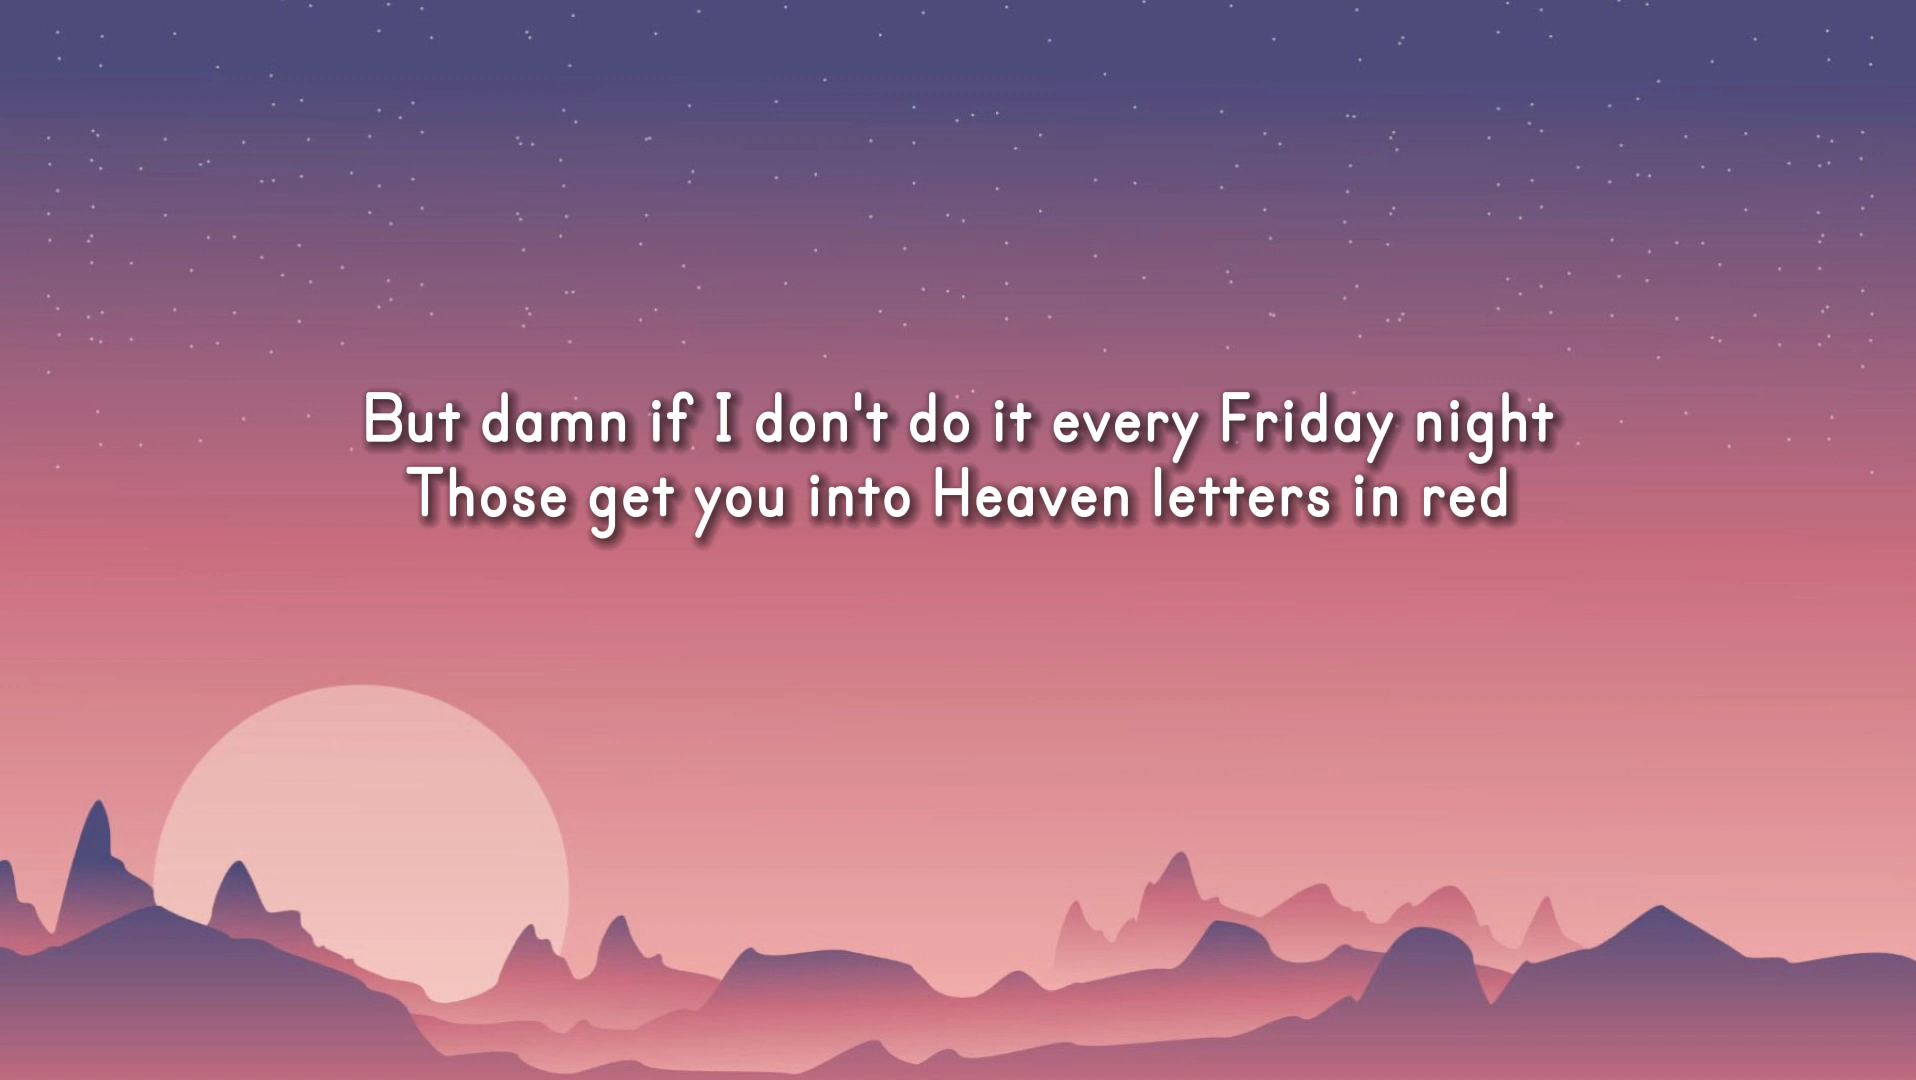 But damn if I don't do it every Friday night
Those get you into Heaven letters in red